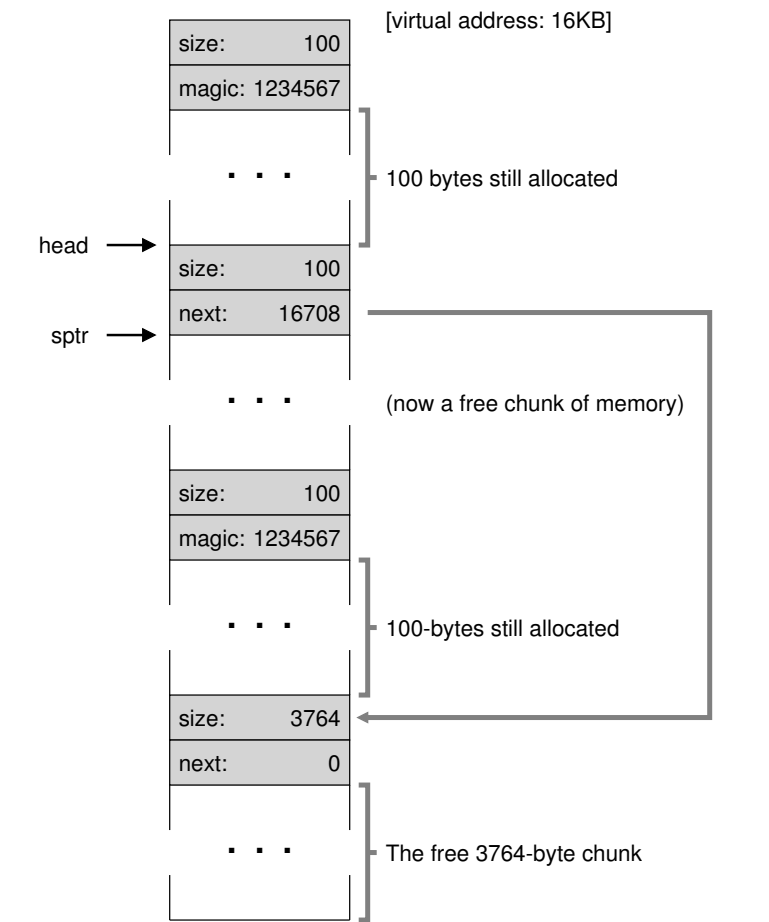 [virtual address: 16KB]
size: 100
magic: 1234567
. . .
100 bytes still allocated
head
size: 100
next: 16708
sptr
. . .
(now a free chunk of memory)
size: 100
magic: 1234567
. . .
100-bytes still allocated
size: 3764
next: 0
. . .
The free 3764-byte chunk